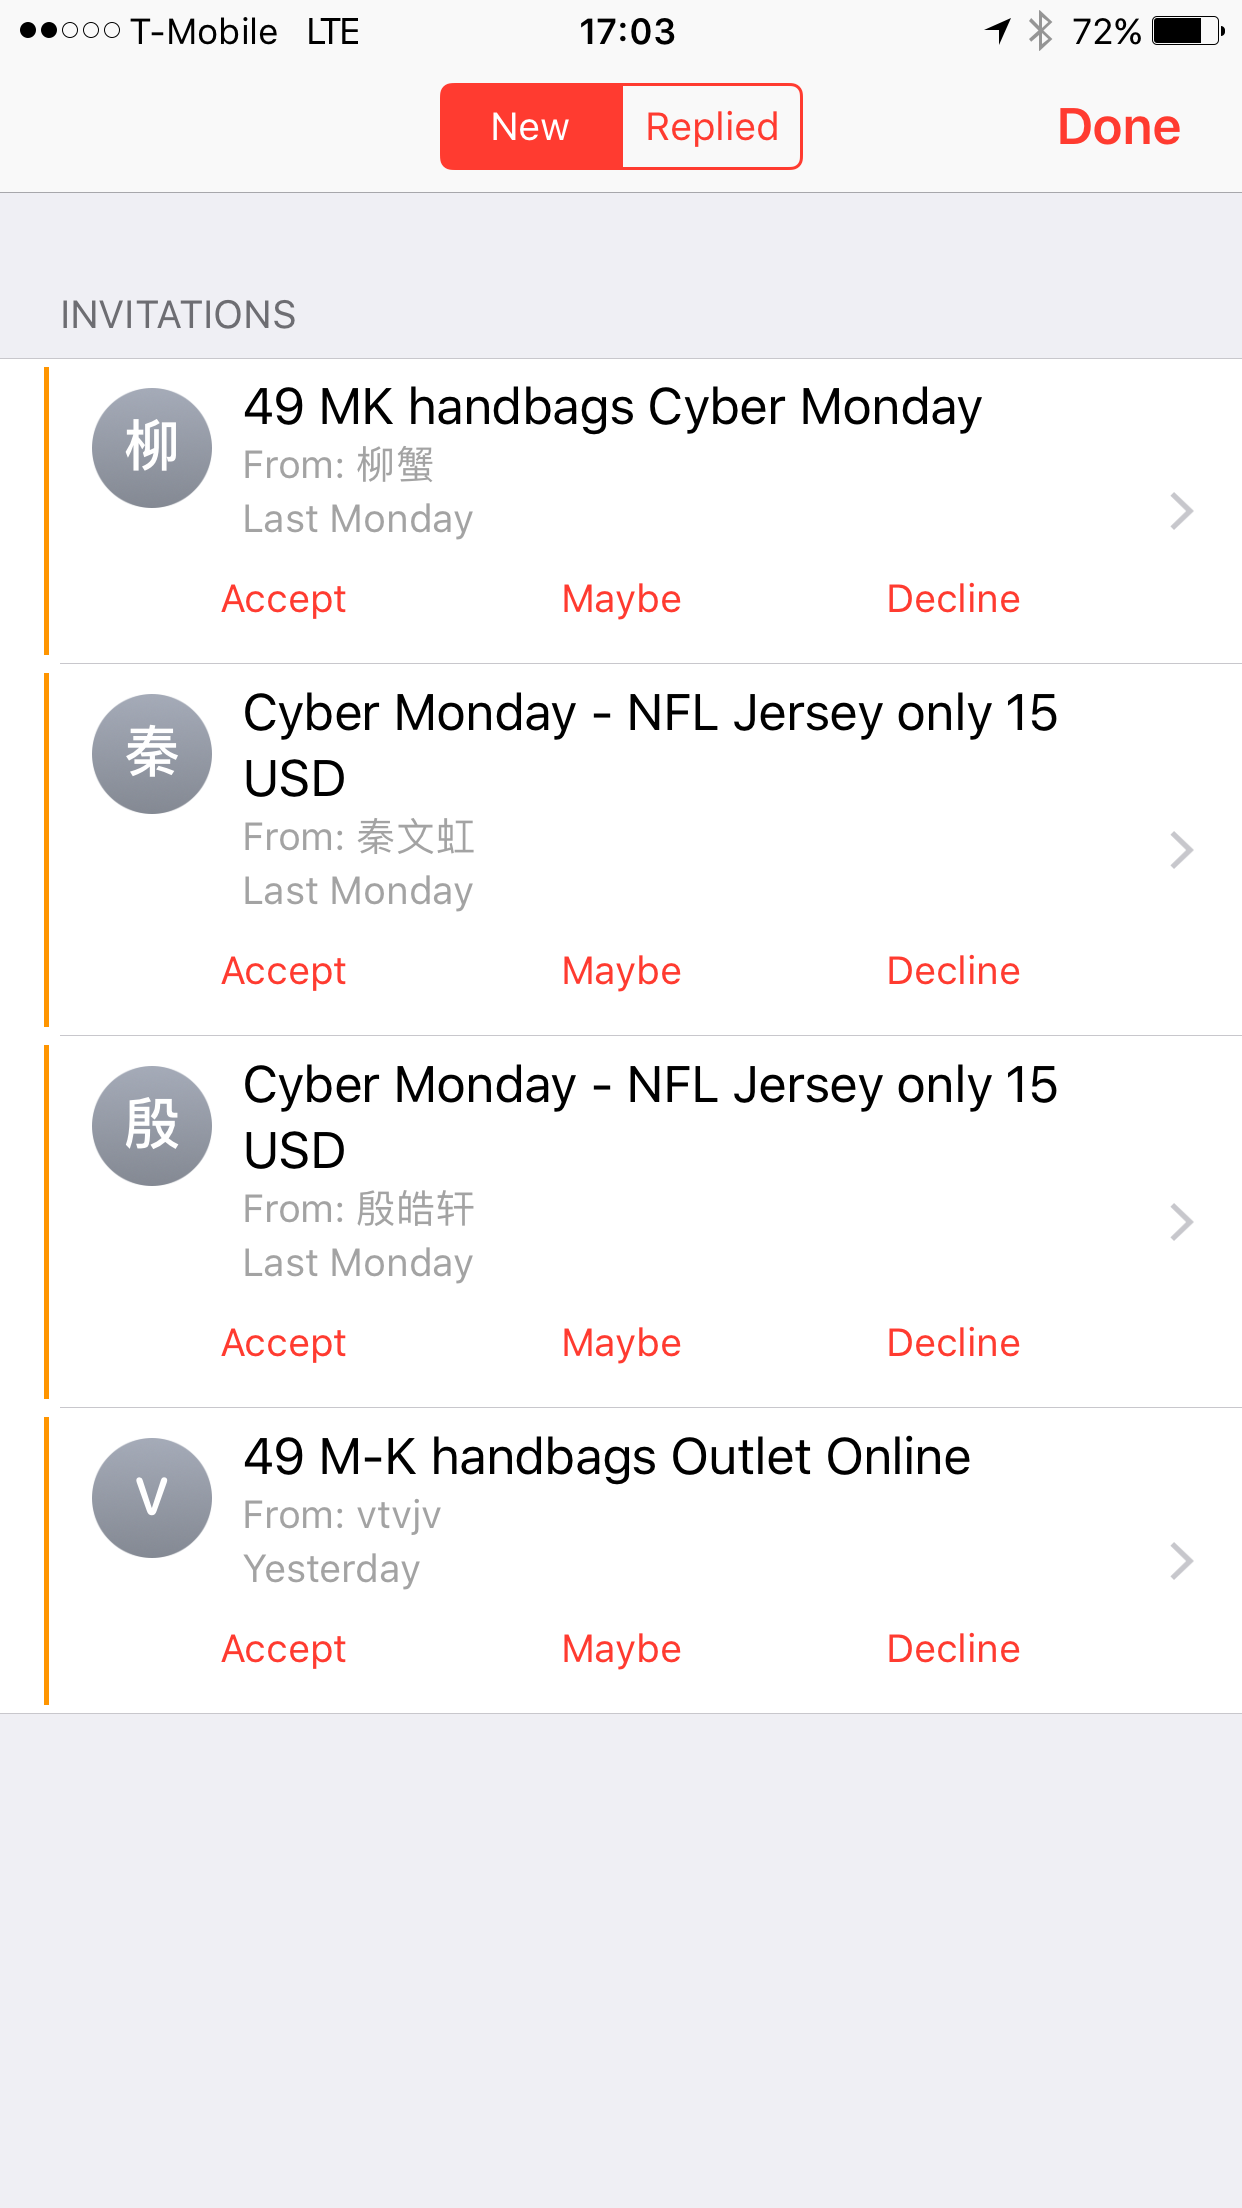 T-Mobile LTE 17:03 72%
New Replied Done
INVITATIONS
柳
49 MK handbags Cyber Monday
From: 柳蟹
Last Monday
Accept Maybe Decline
秦
Cyber Monday - NFL Jersey only 15
USD
From: 秦文虹
Last Monday
Accept Maybe Decline
殷
Cyber Monday - NFL Jersey only 15
USD
From: 殷皓轩
Last Monday
Accept Maybe Decline
V
49 M-K handbags Outlet Online
From: vtvjv
Yesterday
Accept Maybe Decline